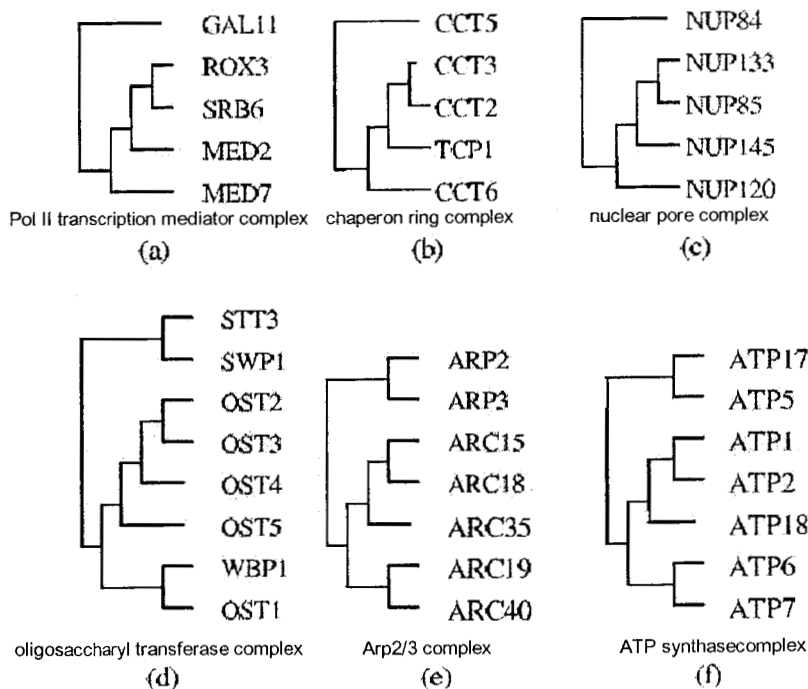 GAL11
ROX3
SRB6
MED2
MED7
Pol II transcription mediator complex
(a)
CCT5
CCT3
CCT2
TCP1
CCT6
chaperon ring complex
(b)
NUP84
NUP133
NUP85
NUP145
NUP120
nuclear pore complex
(c)
STT3
SWP1
OST2
OST3
OST4
OST5
WBP1
OST1
oligosaccharyl transferase complex
(d)
ARP2
ARP3
ARC15
ARC18
ARC35
ARC19
ARC40
Arp2/3 complex
(e)
ATP17
ATP5
ATP1
ATP2
ATP18
ATP6
ATP7
ATP synthasecomplex
(f)